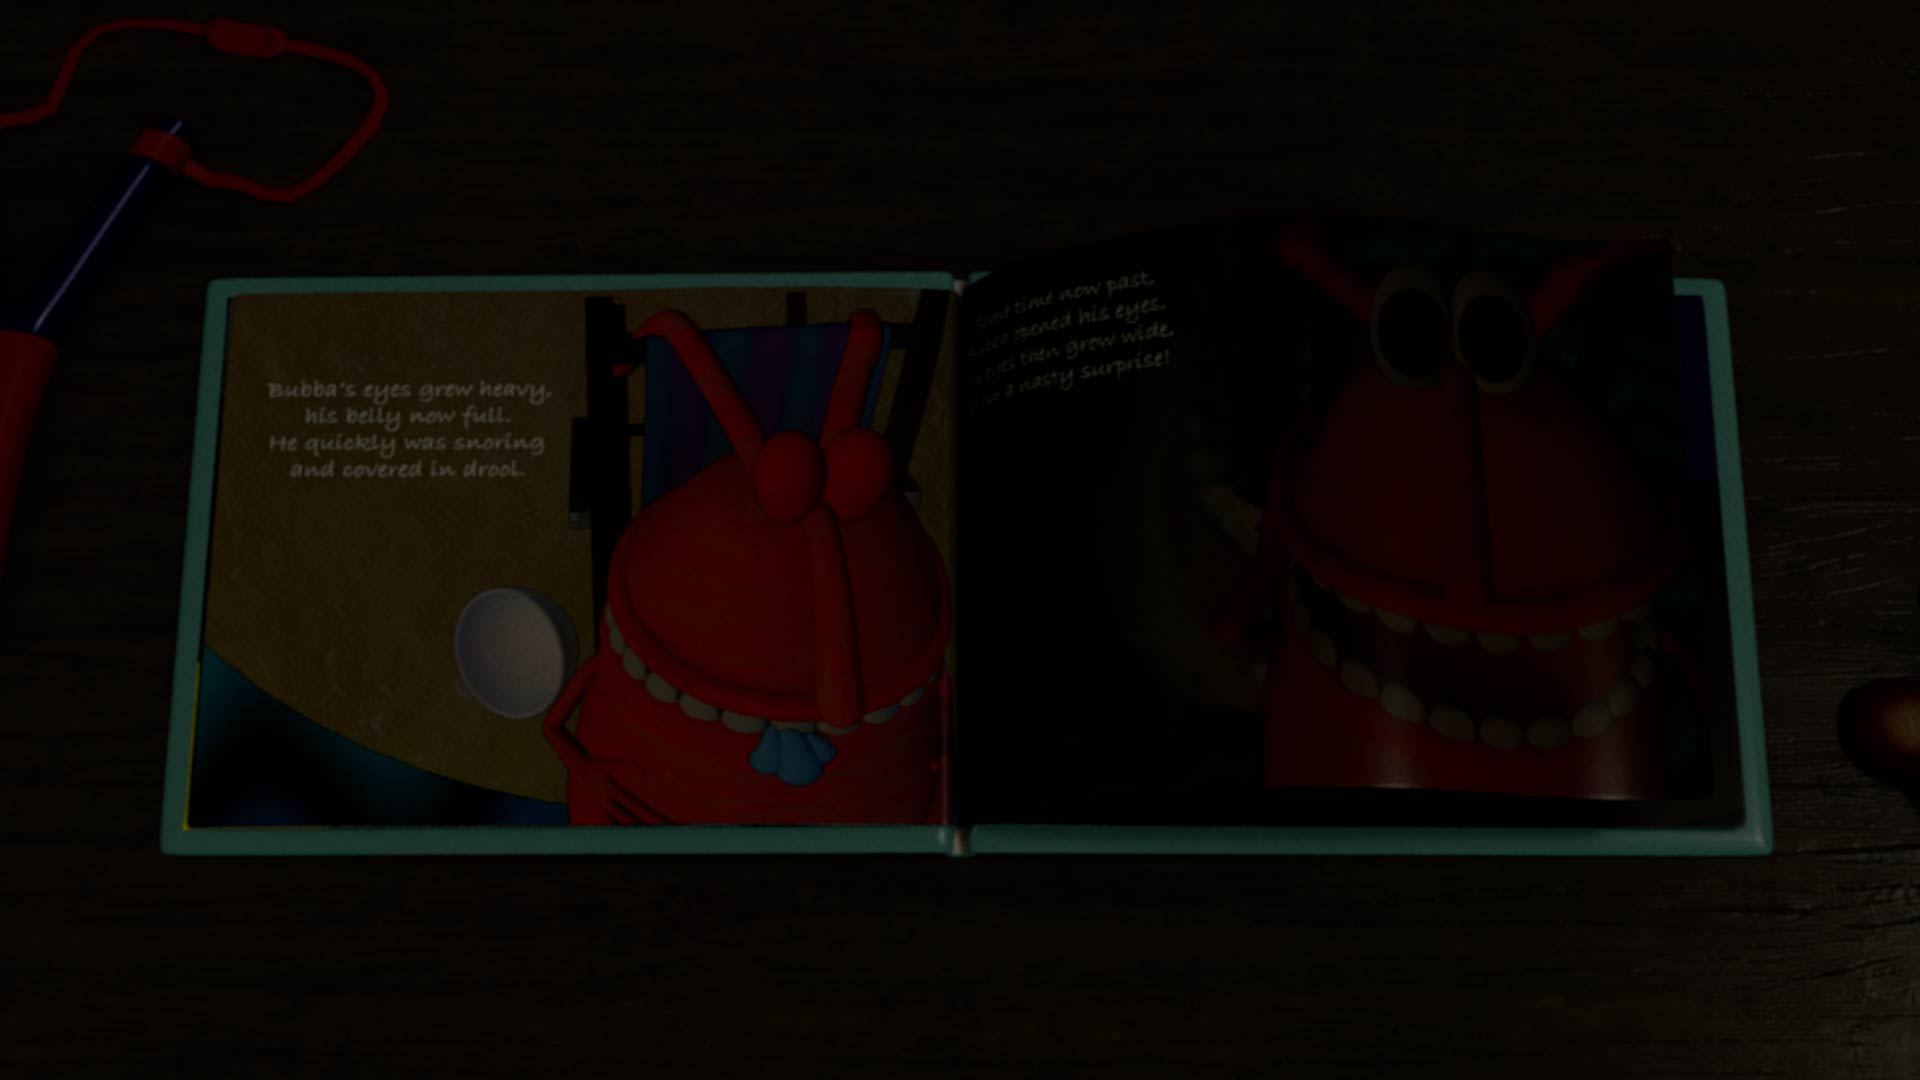 Bubba's eyes grew heavy,
his belly now full.
He quickly was snoring
and covered in drool.
Some time now past,
opened his eyes.
eyes then grow wide.
a nasty surprise!